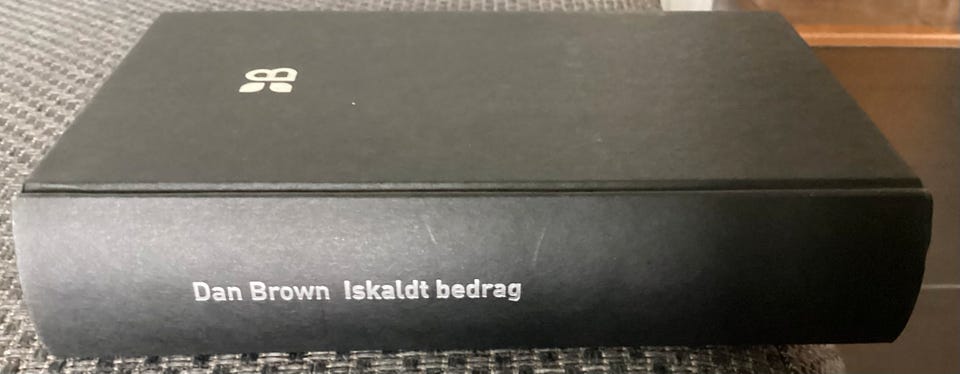 B
Dan Brown Iskaldt bedrag